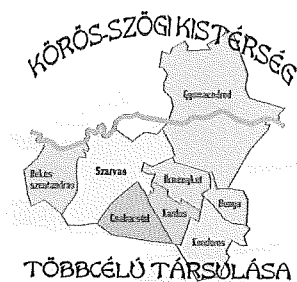 KÖRÖS-SZÖGI KISTÉRSÉG
Gyomaendrőd
Békés-
szentandrás
Szarvas
Örménykút
Csabacsűd
Kardos
Hunya
Kondoros
TÖBBCÉLÚ TÁRSULÁSA